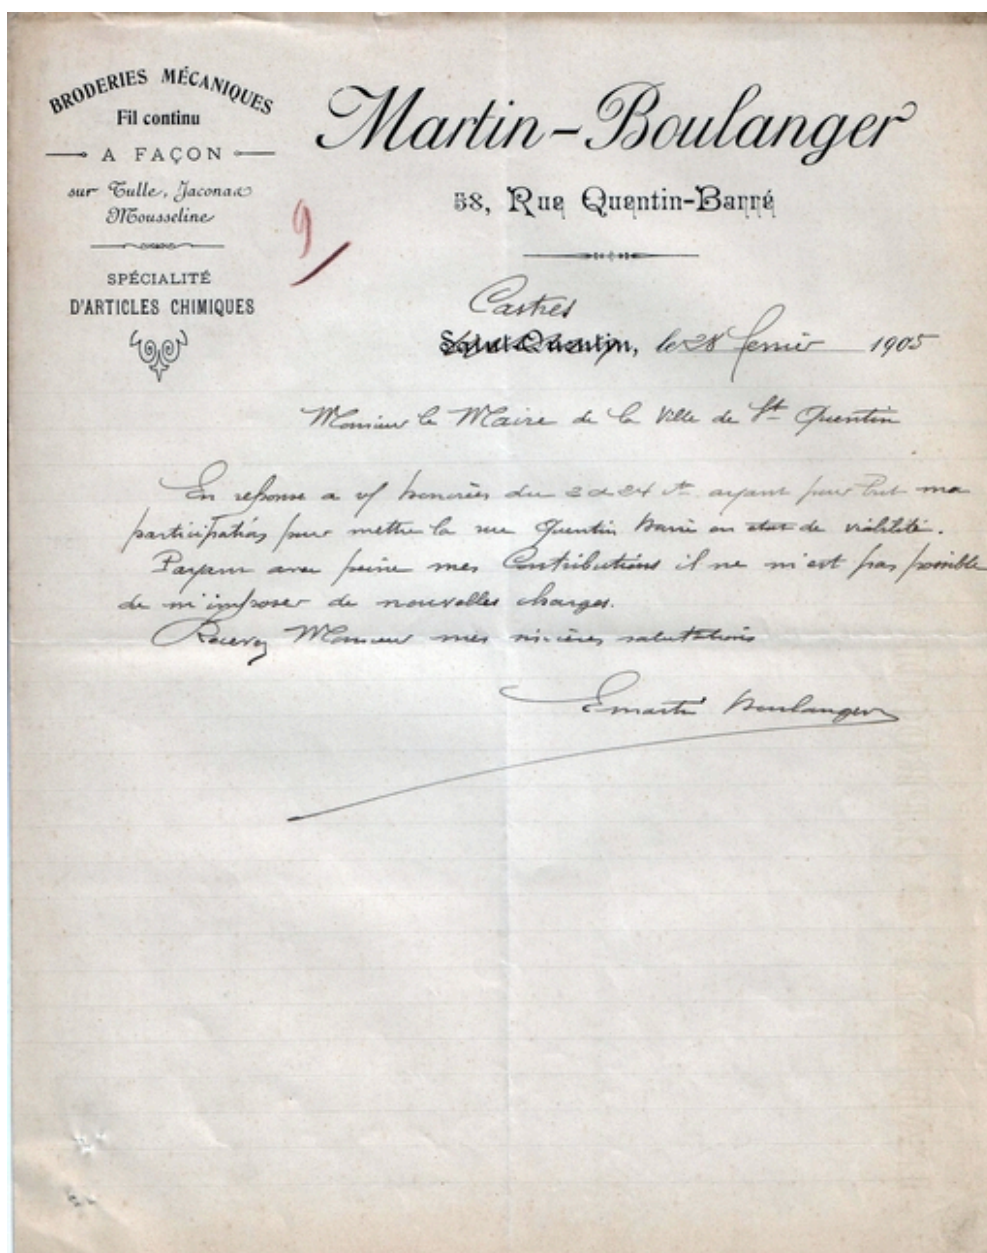 BRODERIES MÉCANIQUES
Fil continu
A FAÇON
sur Tulle, Jaconas
Mousseline
SPÉCIALITÉ
D'ARTICLES CHIMIQUES
Martin-Boulanger
58, Rue Quentin-Barré
9
Castres
Saint-Quentin, le 28 fevrier 1905
Monsieur le Maire de la Ville de St Quentin
En reponse a v/ honorées du 2 & 24 ct ayant pour but ma
participation pour mettre la rue Quentin Barré en etat de viabilité.
Payant avec peine mes Contributions il ne m'est pas possible
de m'imposer de nouvelles charges.
Recevez Monsieur mes sincères salutations
E Martin Boulanger